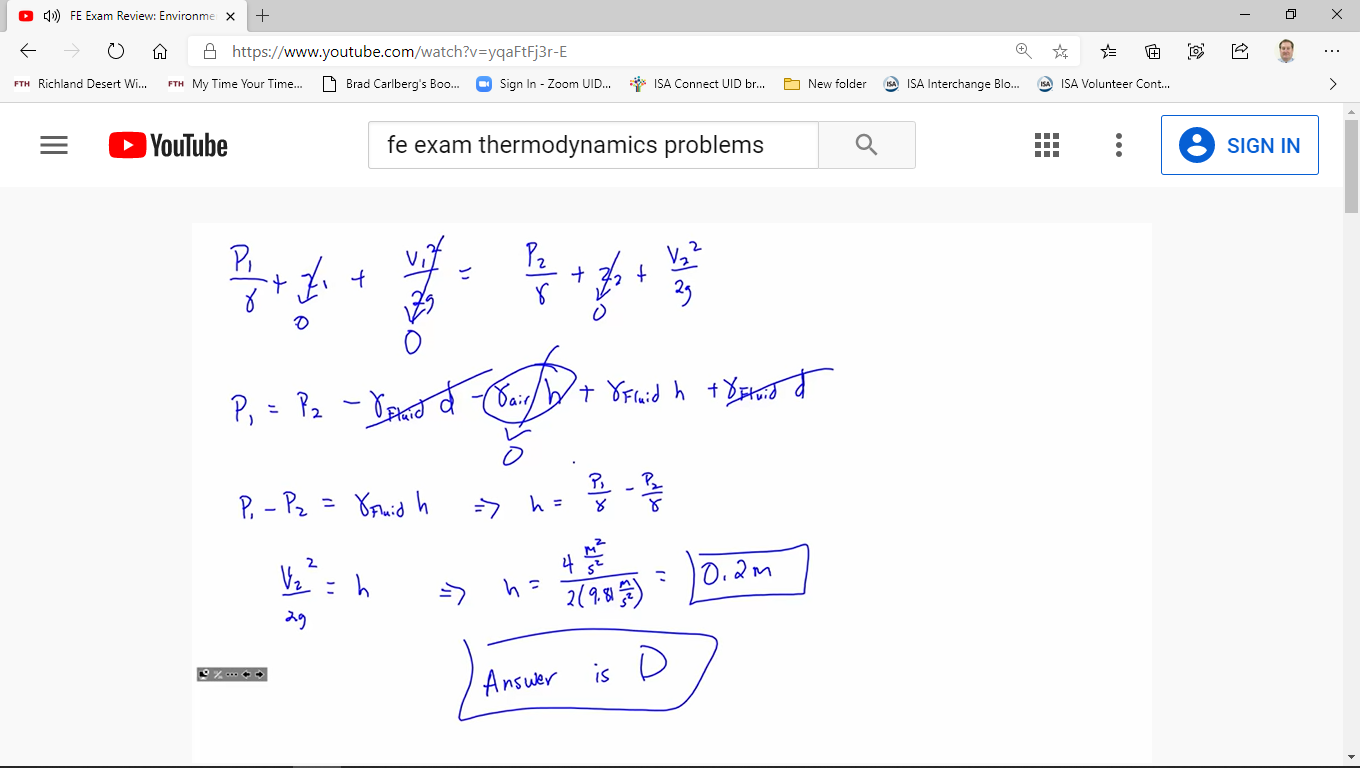 FE Exam Review: Environme
https://www.youtube.com/watch?v=yqaFtFj3r-E
FTH Richland Desert Wi... FTH My Time Your Time... Brad Carlberg's Boo... Sign In - Zoom UID... ISA Connect UID br... New folder ISA Interchange Blo... ISA Volunteer Cont...
YouTube fe exam thermodynamics problems SIGN IN
P₁/γ + z₁ + V₁²/2g = P₂/γ + z₂ + V₂²/2g
0 0 0
P₁ = P₂ - γFluid d - γair h + γFluid h + γFluid d
0
P₁ - P₂ = γFluid h => h = P₁/γ - P₂/γ
V₂²/2g = h => h = 4 m²/s² / 2(9.81 m/s²) = 0.2m
Answer is D